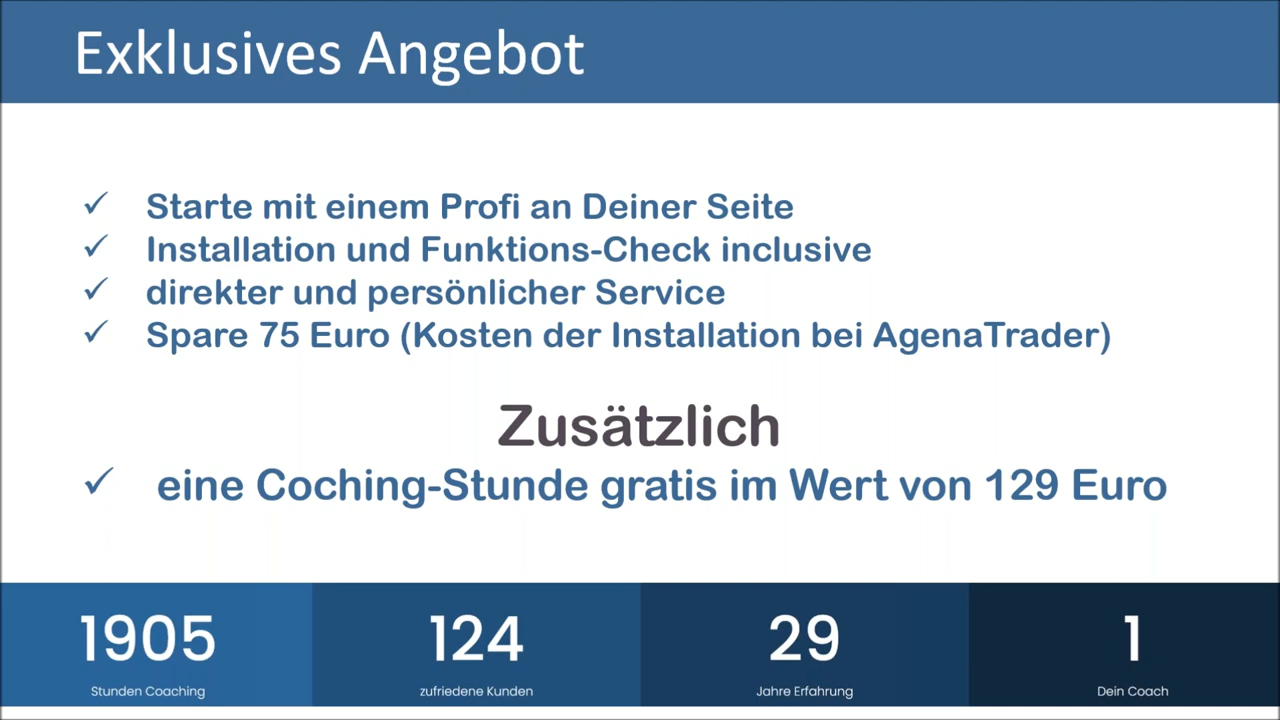 Exklusives Angebot
✓ Starte mit einem Profi an Deiner Seite
✓ Installation und Funktions-Check inclusive
✓ direkter und persönlicher Service
✓ Spare 75 Euro (Kosten der Installation bei AgenaTrader)
Zusätzlich
✓ eine Coching-Stunde gratis im Wert von 129 Euro
1905 124 29 1
Stunden Coaching zufriedene Kunden Jahre Erfahrung Dein Coach